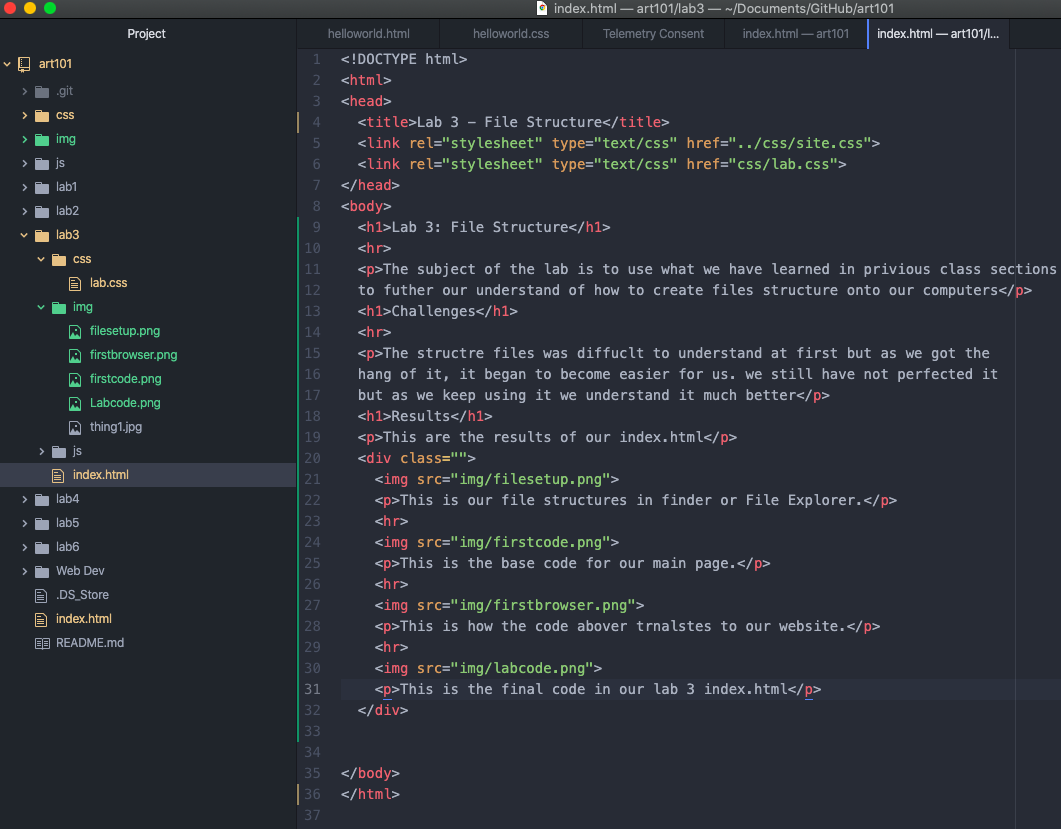 index.html — art101/lab3 — ~/Documents/GitHub/art101
Project
art101
.git
css
img
js
lab1
lab2
lab3
css
lab.css
img
filesetup.png
firstbrowser.png
firstcode.png
Labcode.png
thing1.jpg
js
index.html
lab4
lab5
lab6
Web Dev
.DS_Store
index.html
README.md
helloworld.html helloworld.css Telemetry Consent index.html — art101 index.html — art101/l...
1 <!DOCTYPE html>
2 <html>
3 <head>
4 <title>Lab 3 - File Structure</title>
5 <link rel="stylesheet" type="text/css" href="../css/site.css">
6 <link rel="stylesheet" type="text/css" href="css/lab.css">
7 </head>
8 <body>
9 <h1>Lab 3: File Structure</h1>
10 <hr>
11 <p>The subject of the lab is to use what we have learned in privious class sections
12 to futher our understand of how to create files structure onto our computers</p>
13 <h1>Challenges</h1>
14 <hr>
15 <p>The structre files was diffuclt to understand at first but as we got the
16 hang of it, it began to become easier for us. we still have not perfected it
17 but as we keep using it we understand it much better</p>
18 <h1>Results</h1>
19 <p>This are the results of our index.html</p>
20 <div class="">
21 <img src="img/filesetup.png">
22 <p>This is our file structures in finder or File Explorer.</p>
23 <hr>
24 <img src="img/firstcode.png">
25 <p>This is the base code for our main page.</p>
26 <hr>
27 <img src="img/firstbrowser.png">
28 <p>This is how the code abover trnalstes to our website.</p>
29 <hr>
30 <img src="img/labcode.png">
31 <p>This is the final code in our lab 3 index.html</p>
32 </div>
33
34
35 </body>
36 </html>
37